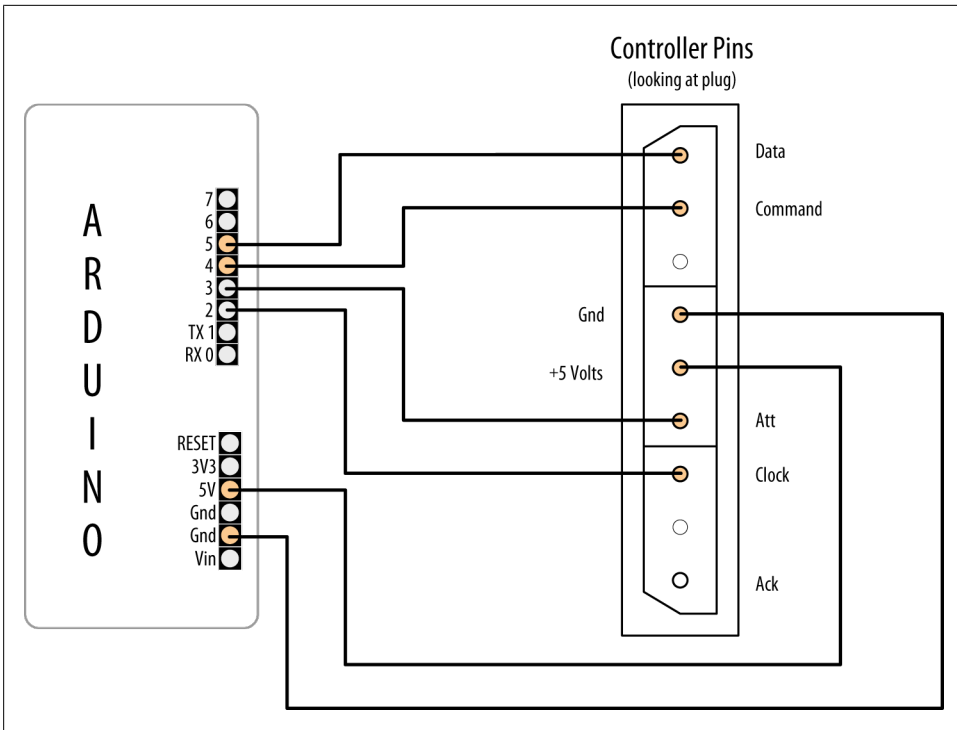 Controller Pins
(looking at plug)
ARDUINO
7
6
5
4
3
2
TX 1
RX 0
RESET
3V3
5V
Gnd
Gnd
Vin
Data
Command
Gnd
+5 Volts
Att
Clock
Ack